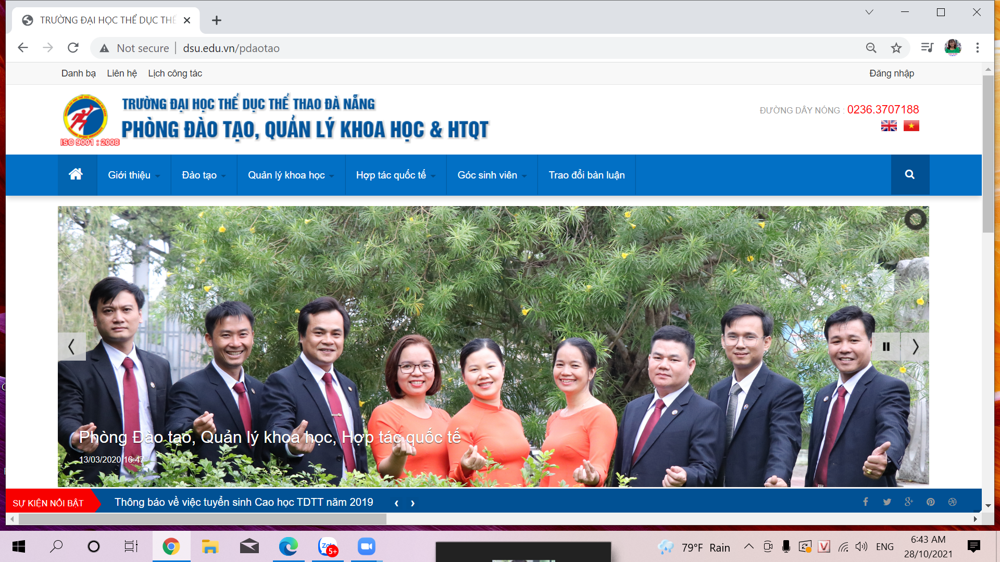 TRƯỜNG ĐẠI HỌC THỂ DỤC THỂ
Not secure
dsu.edu.vn/pdaotao
Danh bạ Liên hệ Lịch công tác
Đăng nhập
TRƯỜNG ĐẠI HỌC THỂ DỤC THỂ THAO ĐÀ NẴNG
PHÒNG ĐÀO TẠO, QUẢN LÝ KHOA HỌC & HTQT
ISO 9001 : 2008
ĐƯỜNG DÂY NÓNG : 0236.3707188
Giới thiệu Đào tạo Quản lý khoa học Hợp tác quốc tế Góc sinh viên Trao đổi bàn luận
Phòng Đào tạo, Quản lý khoa học, Hợp tác quốc tế
13/03/2020 16:47
SỰ KIỆN NỔI BẬT
Thông báo về việc tuyển sinh Cao học TDTT năm 2019
Zalo
5+
79°F Rain
ENG
6:43 AM
28/10/2021